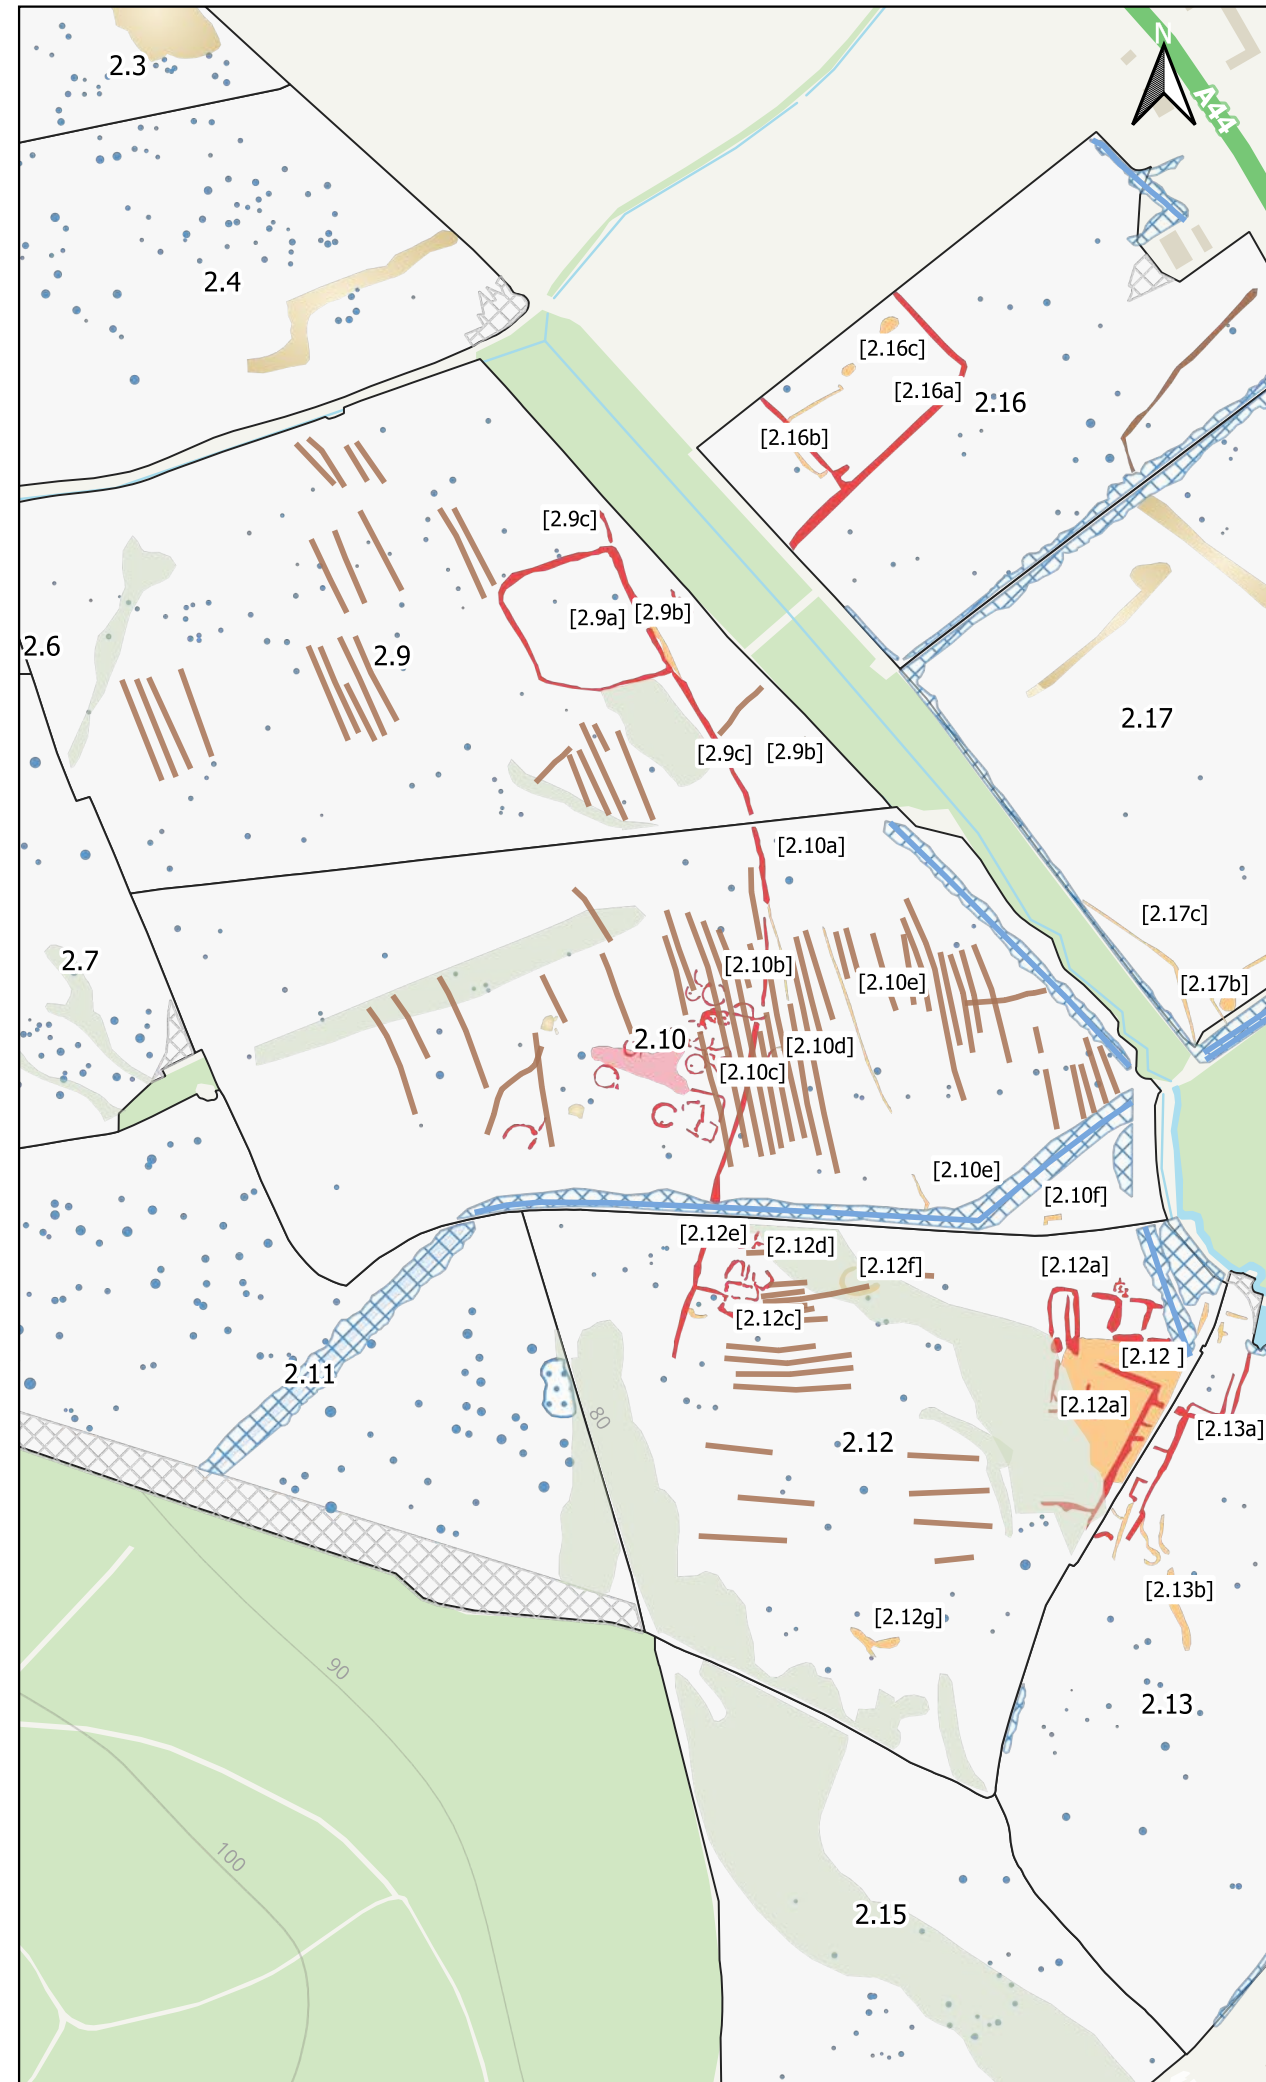 N
2.3
A44
2.4
[2.16c]
[2.16a]
2.16
[2.16b]
[2.9c]
[2.9a]
[2.9b]
2.6
2.9
2.17
[2.9c]
[2.9b]
[2.10a]
[2.17c]
2.7
[2.10b]
[2.10e]
[2.17b]
2.10
[2.10d]
[2.10c]
[2.10e]
[2.10f]
[2.12e]
[2.12d]
[2.12f]
[2.12a]
[2.12c]
[2.12 ]
2.11
80
[2.12a]
[2.13a]
2.12
[2.13b]
[2.12g]
90
2.13
100
2.15